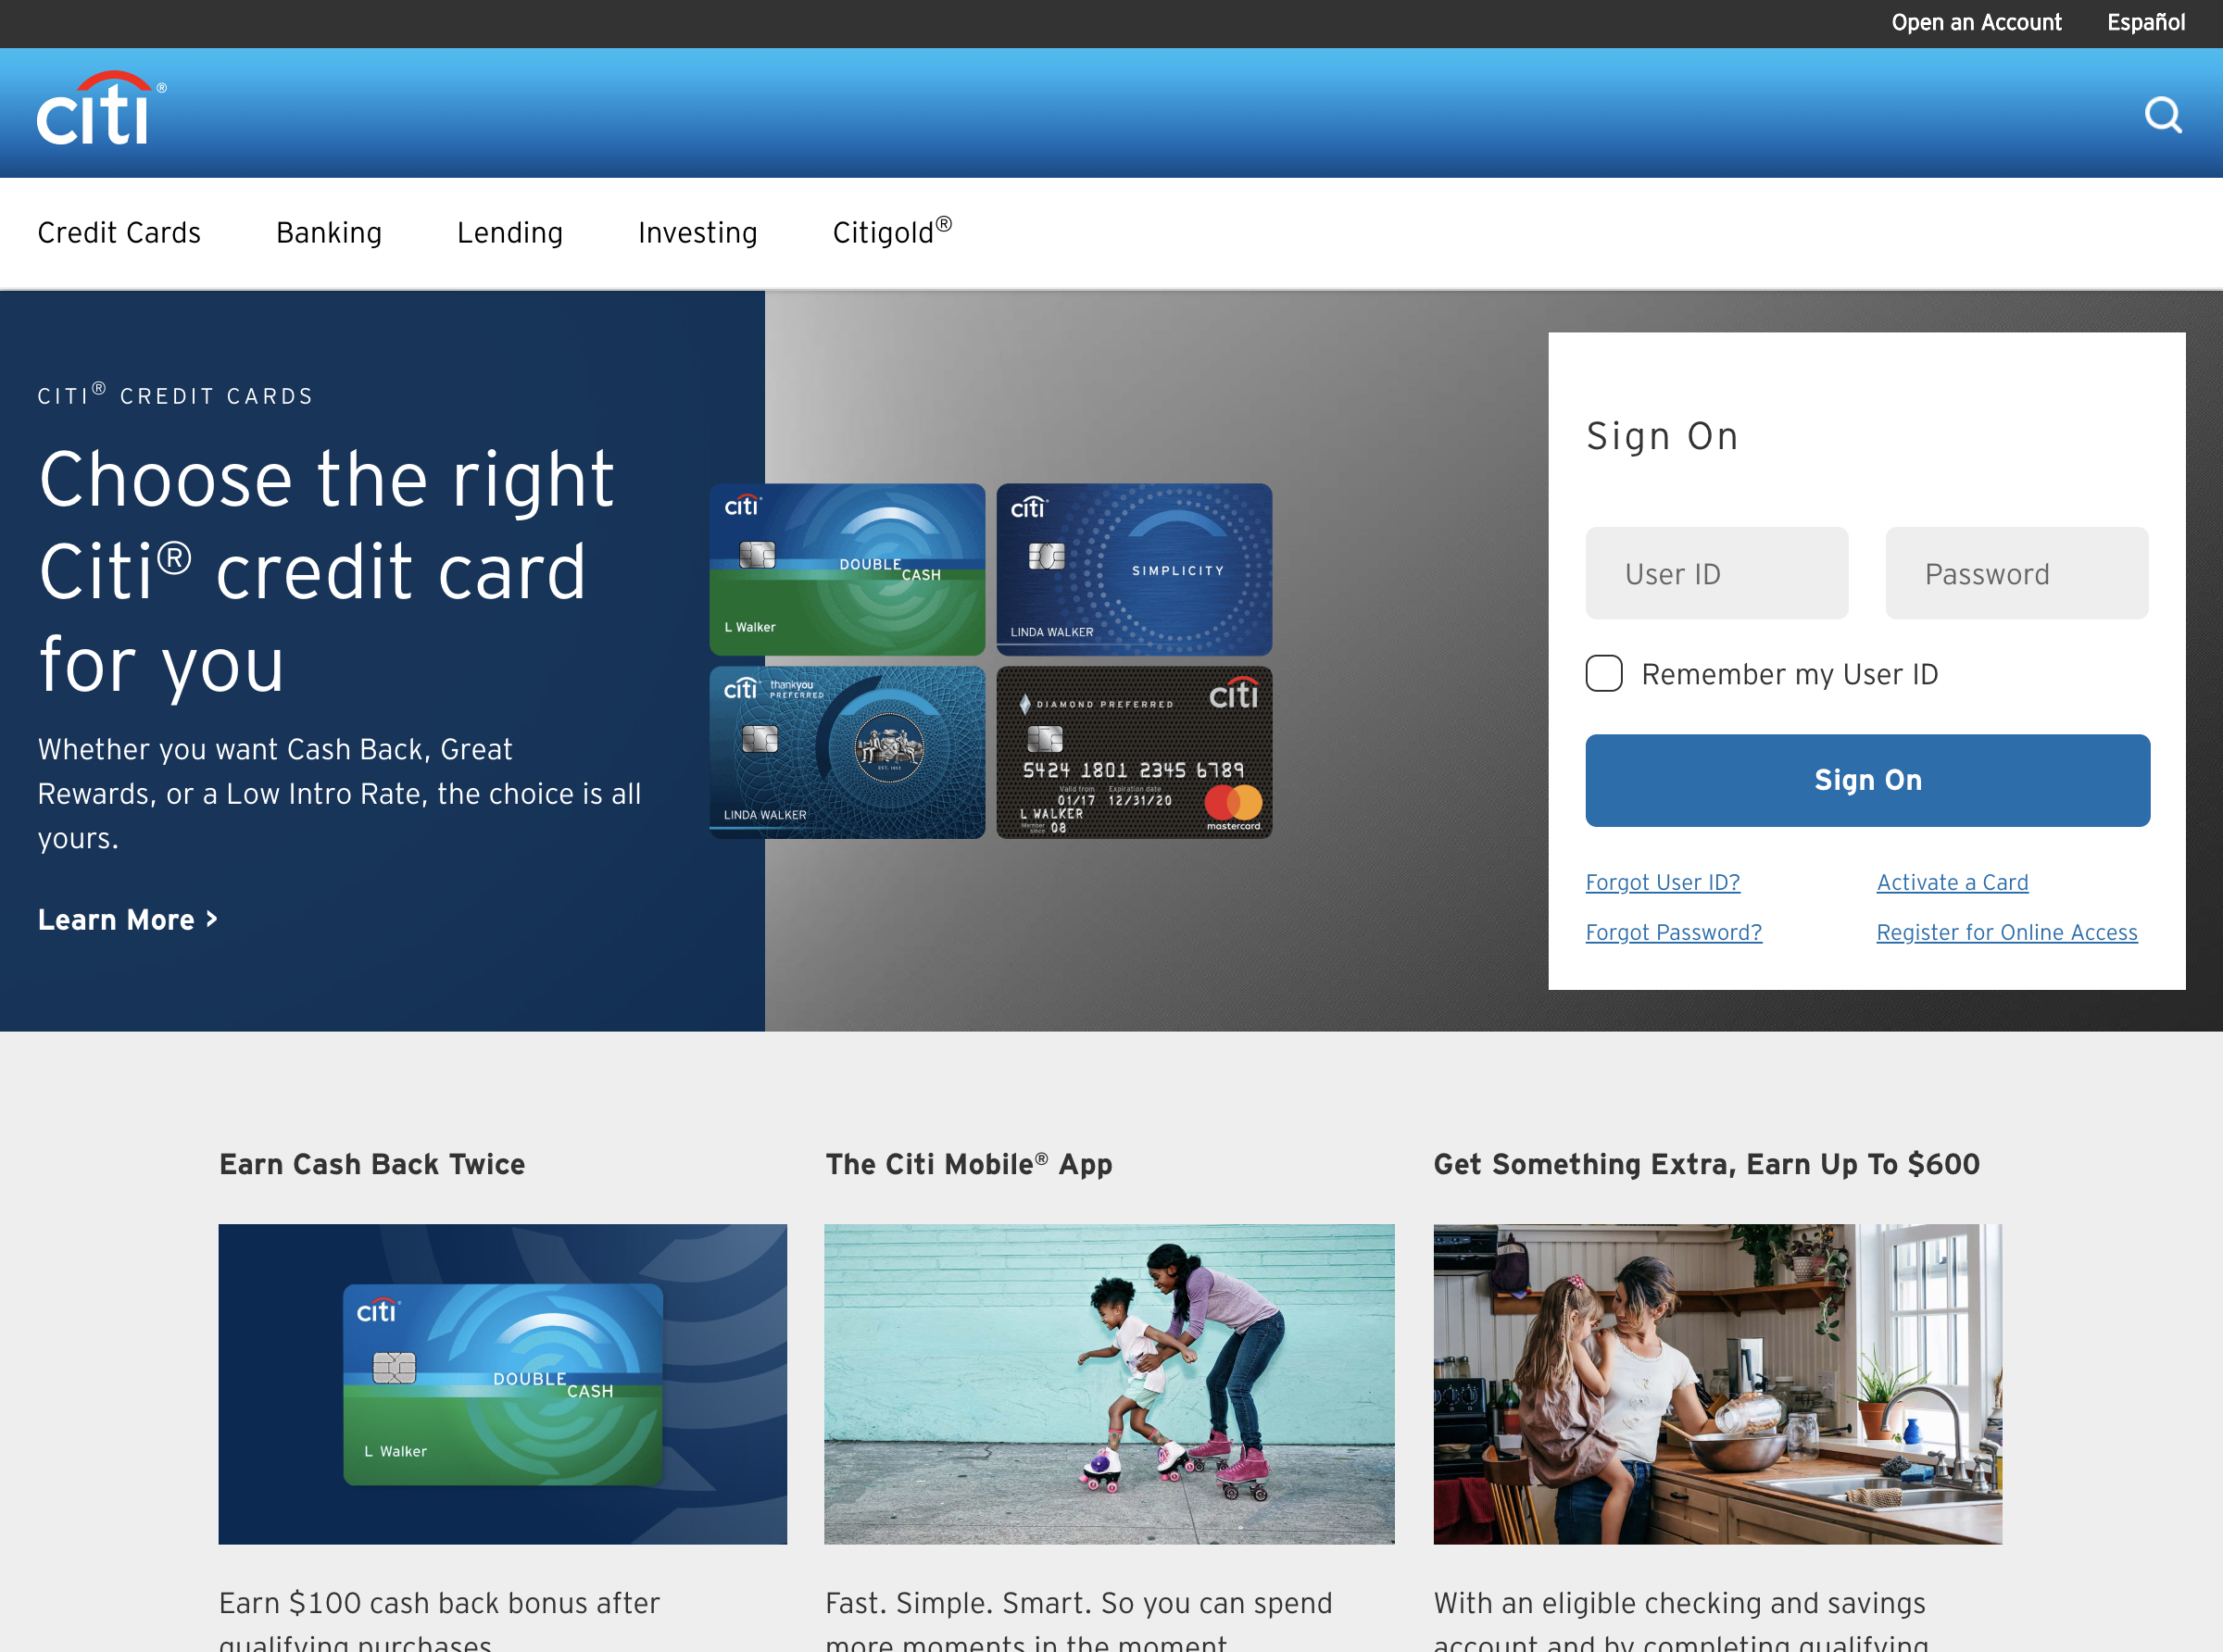 Open an Account Español
citi®
Credit Cards Banking Lending Investing Citigold®
CITI® CREDIT CARDS
Choose the right
Citi® credit card
for you
Whether you want Cash Back, Great
Rewards, or a Low Intro Rate, the choice is all
yours.
Learn More >
citi
DOUBLE
CASH
L Walker
citi
SIMPLICITY
LINDA WALKER
citi thankyou
PREFERRED
EST. 1812
LINDA WALKER
DIAMOND PREFERRED citi
5424 1801 2345 6789
Valid from Expiration date
01/17 12/31/20
L WALKER
Member since 08
mastercard.
Sign On
User ID Password
Remember my User ID
Sign On
Forgot User ID? Activate a Card
Forgot Password? Register for Online Access
Earn Cash Back Twice
citi
DOUBLE
CASH
L Walker
Earn $100 cash back bonus after
qualifying purchases
The Citi Mobile® App
Fast. Simple. Smart. So you can spend
more moments in the moment
Get Something Extra, Earn Up To $600
With an eligible checking and savings
account and by completing qualifying